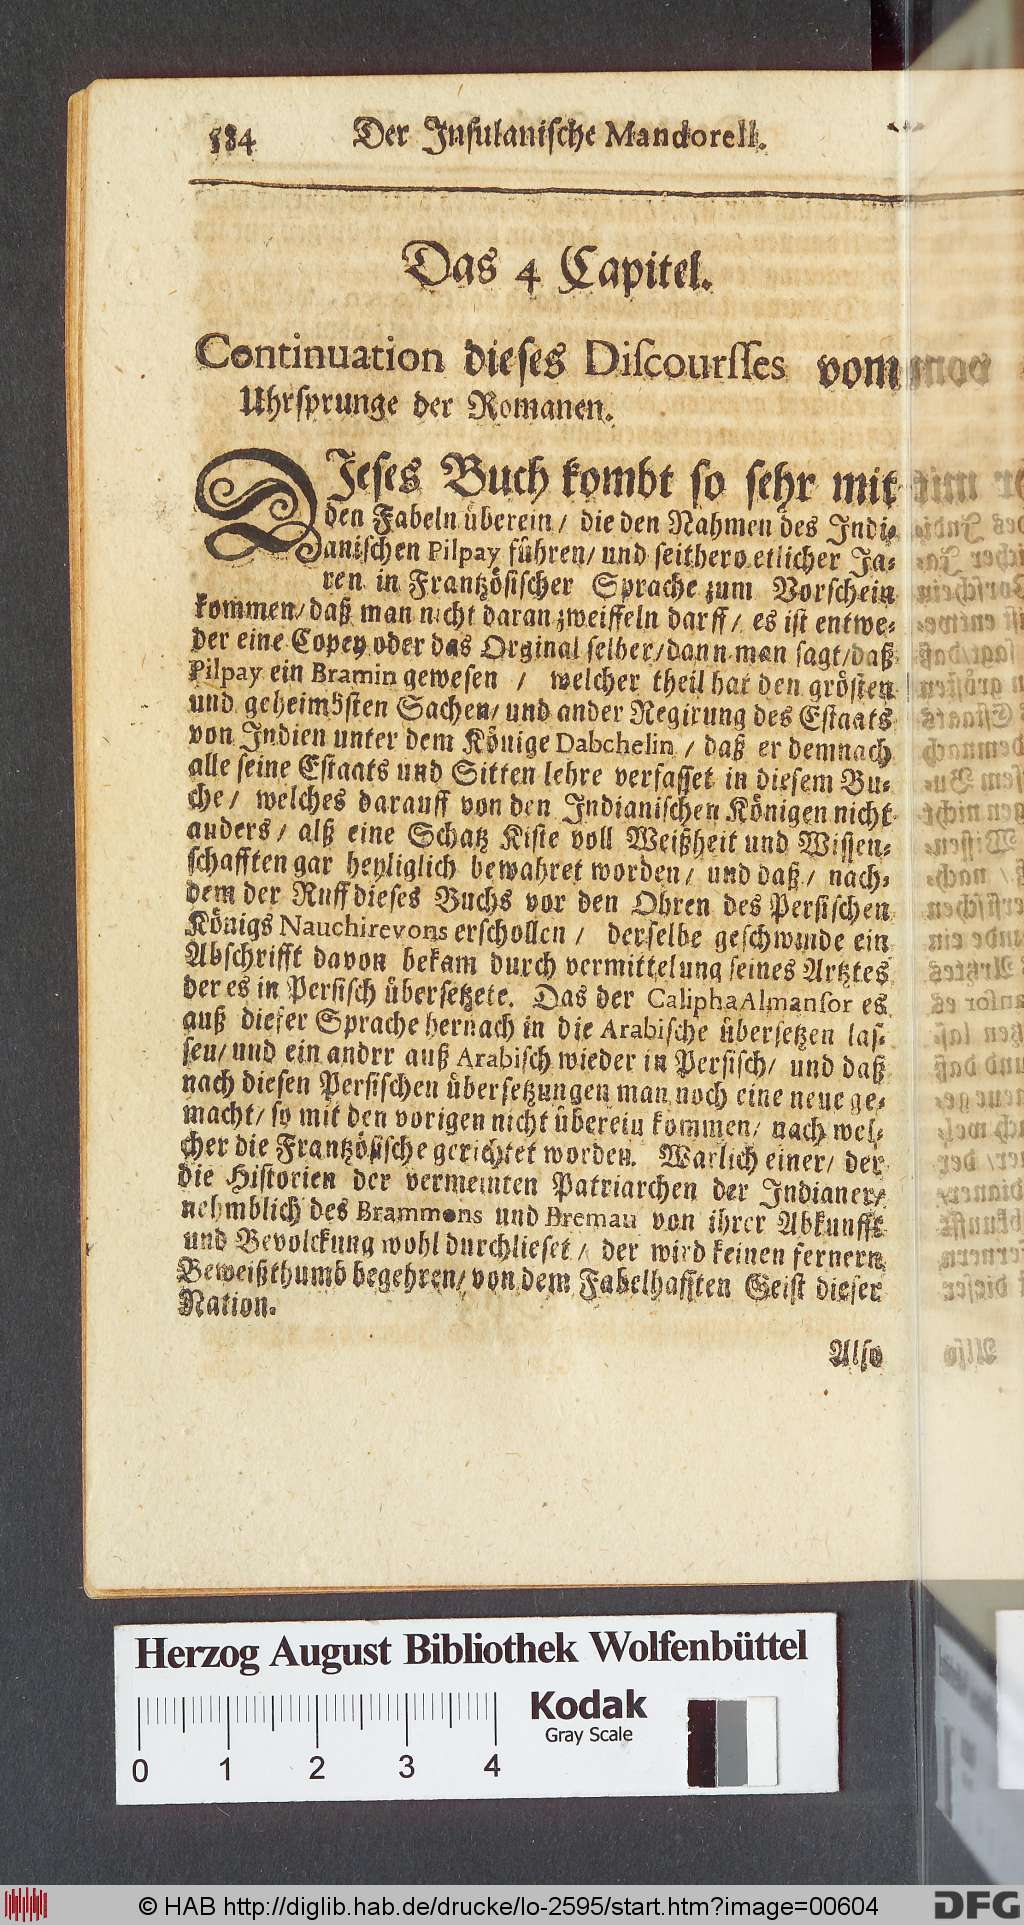 584 Der Insulanische Mandorell.
Das 4 Capitel.
Continuation dieses Discoursses vom
Uhrsprunge der Romanen.
DIeses Buch kombt so sehr mit
den Fabeln überein / die den Nahmen des Indi-
anischen Pilpay führen / und seithero etlicher Ja-
ren in Frantzösischer Sprache zum Vorschein
kommen / daß man nicht daran zweiffeln darff / es ist entwe-
der eine Copey oder das Orginal selber / dann man sagt / daß
Pilpay ein Bramin gewesen / welcher theil hat den grösten
und geheimösten Sachen / und ander Regirung des Estaats
von Indien unter dem Könige Dabchelin / daß er demnach
alle seine Estaats und Sitten lehre verfasset in diesem Bu-
che / welches darauff von den Indianischen Königen nicht
anders / alß eine Schatz Kiste voll Weißheit und Wissen-
schafften gar heyliglich bewahret worden / und daß / nach-
dem der Ruff dieses Buchs vor den Ohren des Persischen
Königs Nauchirevons erschollen / derselbe geschwinde ein
Abschrifft davon bekam durch vermittelung seines Artztes
der es in Persisch übersetzete. Das der Calipha Almansor es
auß dieser Sprache hernach in die Arabische übersetzen las-
sen / und ein andrr auß Arabisch wieder in Persisch / und daß
nach diesen Persischen übersetzungen man noch eine neue ge-
macht / so mit den vorigen nicht überein kommen / nach wel-
cher die Frantzösische gerichtet worden. Warlich einer / der
die Historien der vermeinten Patriarchen der Indianer /
nehmblich des Brammons und Bremau von ihrer Abkunfft
und Bevolckung wohl durchlieset / der wird keinen fernern
Beweißthumb begehren / von dem Fabelhafften Geist dieser
Nation.
Also
Herzog August Bibliothek Wolfenbüttel
Kodak
Gray Scale
0 1 2 3 4
© HAB http://diglib.hab.de/drucke/lo-2595/start.htm?image=00604
DFG